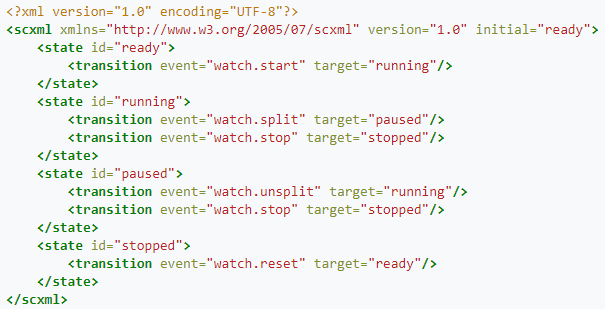 <?xml version="1.0" encoding="UTF-8"?>
<scxml xmlns="http://www.w3.org/2005/07/scxml" version="1.0" initial="ready">
    <state id="ready">
        <transition event="watch.start" target="running"/>
    </state>
    <state id="running">
        <transition event="watch.split" target="paused"/>
        <transition event="watch.stop" target="stopped"/>
    </state>
    <state id="paused">
        <transition event="watch.unsplit" target="running"/>
        <transition event="watch.stop" target="stopped"/>
    </state>
    <state id="stopped">
        <transition event="watch.reset" target="ready"/>
    </state>
</scxml>